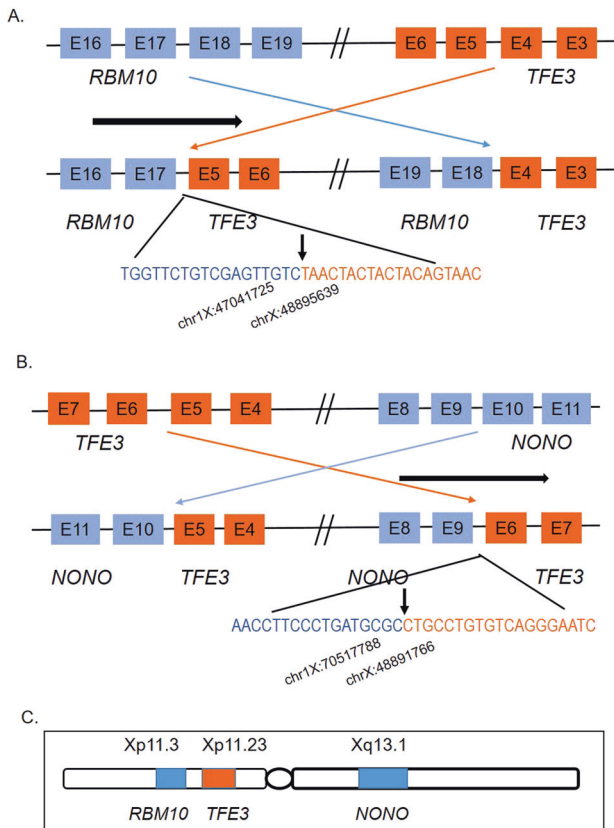 A.
E16 E17 E18 E19 // E6 E5 E4 E3
RBM10 TFE3
E16 E17 E5 E6 // E19 E18 E4 E3
RBM10 TFE3 RBM10 TFE3
TGGTTCTGTCGAGTTGTCTAACTACTACTACAGTAAC
chr1X:47041725 chrX:48895639
B.
E7 E6 E5 E4 // E8 E9 E10 E11
TFE3 NONO
E11 E10 E5 E4 // E8 E9 E6 E7
NONO TFE3 NONO TFE3
AACCTTCCCTGATGCGCCTGCCTGTGTCAGGGAATC
chr1X:70517788 chrX:48891766
C.
Xp11.3 Xp11.23 Xq13.1
RBM10 TFE3 NONO